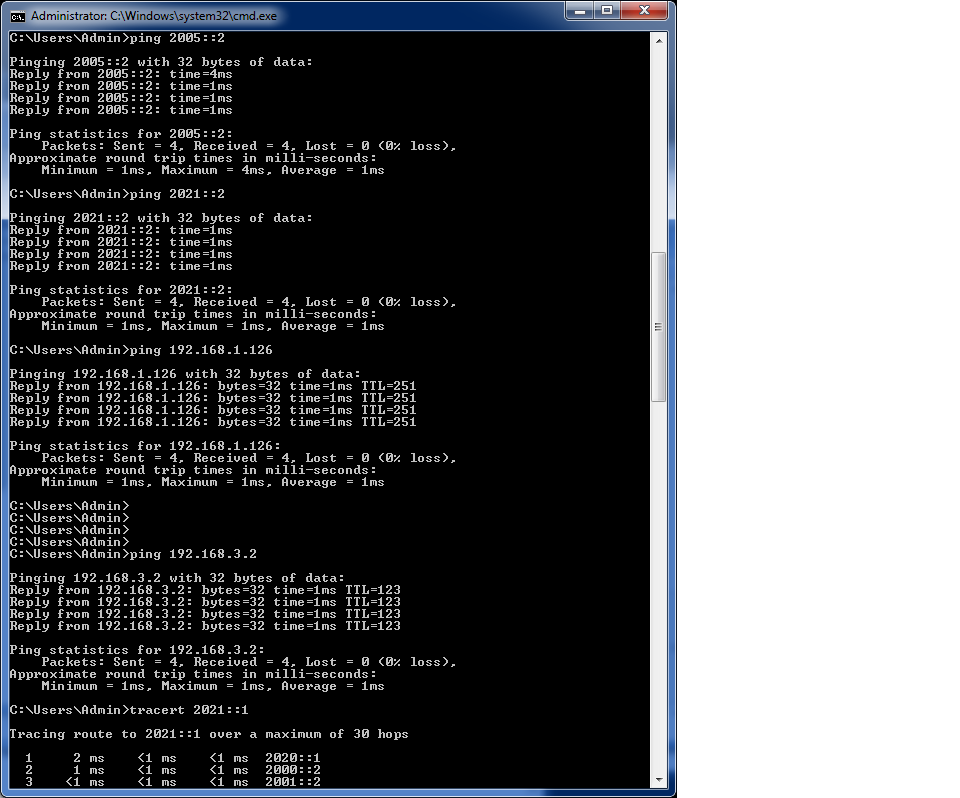 Administrator: C:\Windows\system32\cmd.exe
C:\Users\Admin>ping 2005::2
Pinging 2005::2 with 32 bytes of data:
Reply from 2005::2: time=4ms
Reply from 2005::2: time=1ms
Reply from 2005::2: time=1ms
Reply from 2005::2: time=1ms
Ping statistics for 2005::2:
Packets: Sent = 4, Received = 4, Lost = 0 (0% loss),
Approximate round trip times in milli-seconds:
Minimum = 1ms, Maximum = 4ms, Average = 1ms
C:\Users\Admin>ping 2021::2
Pinging 2021::2 with 32 bytes of data:
Reply from 2021::2: time=1ms
Reply from 2021::2: time=1ms
Reply from 2021::2: time=1ms
Reply from 2021::2: time=1ms
Ping statistics for 2021::2:
Packets: Sent = 4, Received = 4, Lost = 0 (0% loss),
Approximate round trip times in milli-seconds:
Minimum = 1ms, Maximum = 1ms, Average = 1ms
C:\Users\Admin>ping 192.168.1.126
Pinging 192.168.1.126 with 32 bytes of data:
Reply from 192.168.1.126: bytes=32 time=1ms TTL=251
Reply from 192.168.1.126: bytes=32 time=1ms TTL=251
Reply from 192.168.1.126: bytes=32 time=1ms TTL=251
Reply from 192.168.1.126: bytes=32 time=1ms TTL=251
Ping statistics for 192.168.1.126:
Packets: Sent = 4, Received = 4, Lost = 0 (0% loss),
Approximate round trip times in milli-seconds:
Minimum = 1ms, Maximum = 1ms, Average = 1ms
C:\Users\Admin>
C:\Users\Admin>
C:\Users\Admin>
C:\Users\Admin>
C:\Users\Admin>ping 192.168.3.2
Pinging 192.168.3.2 with 32 bytes of data:
Reply from 192.168.3.2: bytes=32 time=1ms TTL=123
Reply from 192.168.3.2: bytes=32 time=1ms TTL=123
Reply from 192.168.3.2: bytes=32 time=1ms TTL=123
Reply from 192.168.3.2: bytes=32 time=1ms TTL=123
Ping statistics for 192.168.3.2:
Packets: Sent = 4, Received = 4, Lost = 0 (0% loss),
Approximate round trip times in milli-seconds:
Minimum = 1ms, Maximum = 1ms, Average = 1ms
C:\Users\Admin>tracert 2021::1
Tracing route to 2021::1 over a maximum of 30 hops
1 2 ms <1 ms <1 ms 2020::1
2 1 ms <1 ms <1 ms 2000::2
3 <1 ms <1 ms <1 ms 2001::2